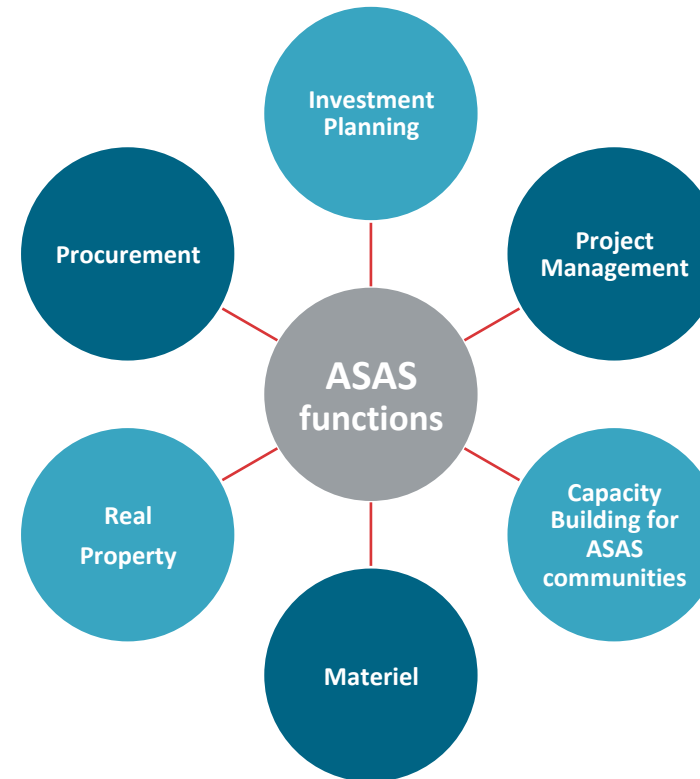 Investment
Planning
Procurement
Project
Management
ASAS
functions
Real
Property
Capacity
Building for
ASAS
communities
Materiel